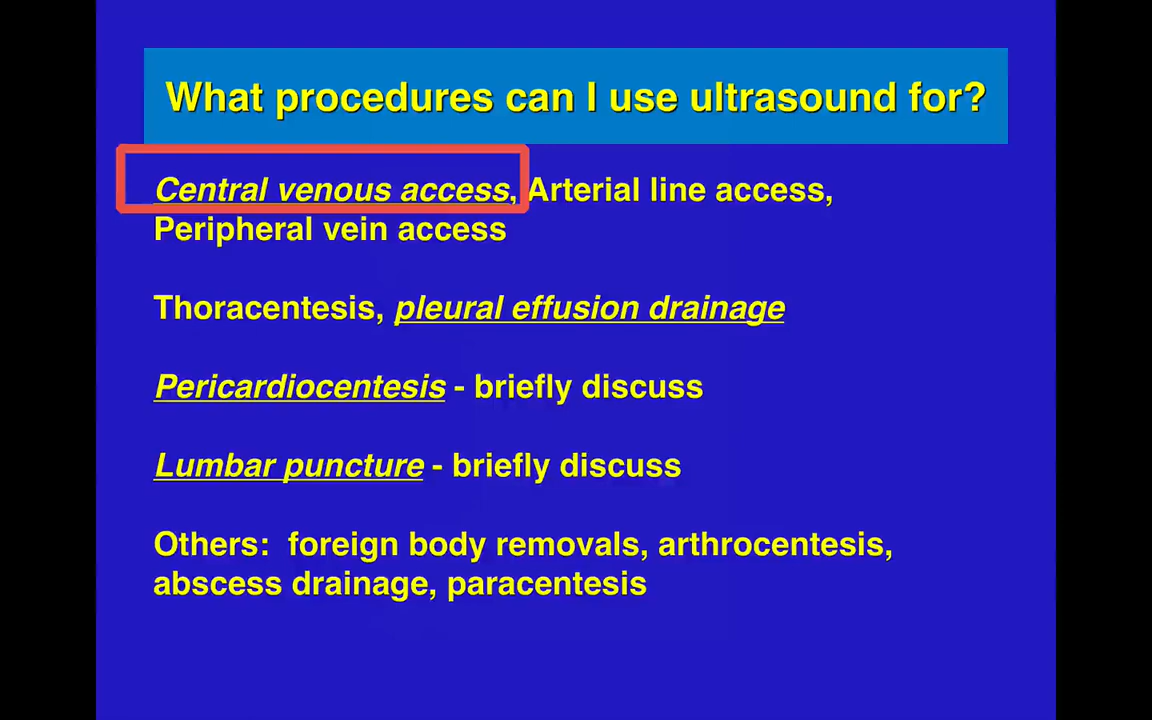 What procedures can I use ultrasound for?
Central venous access, Arterial line access,
Peripheral vein access
Thoracentesis, pleural effusion drainage
Pericardiocentesis - briefly discuss
Lumbar puncture - briefly discuss
Others:  foreign body removals, arthrocentesis,
abscess drainage, paracentesis